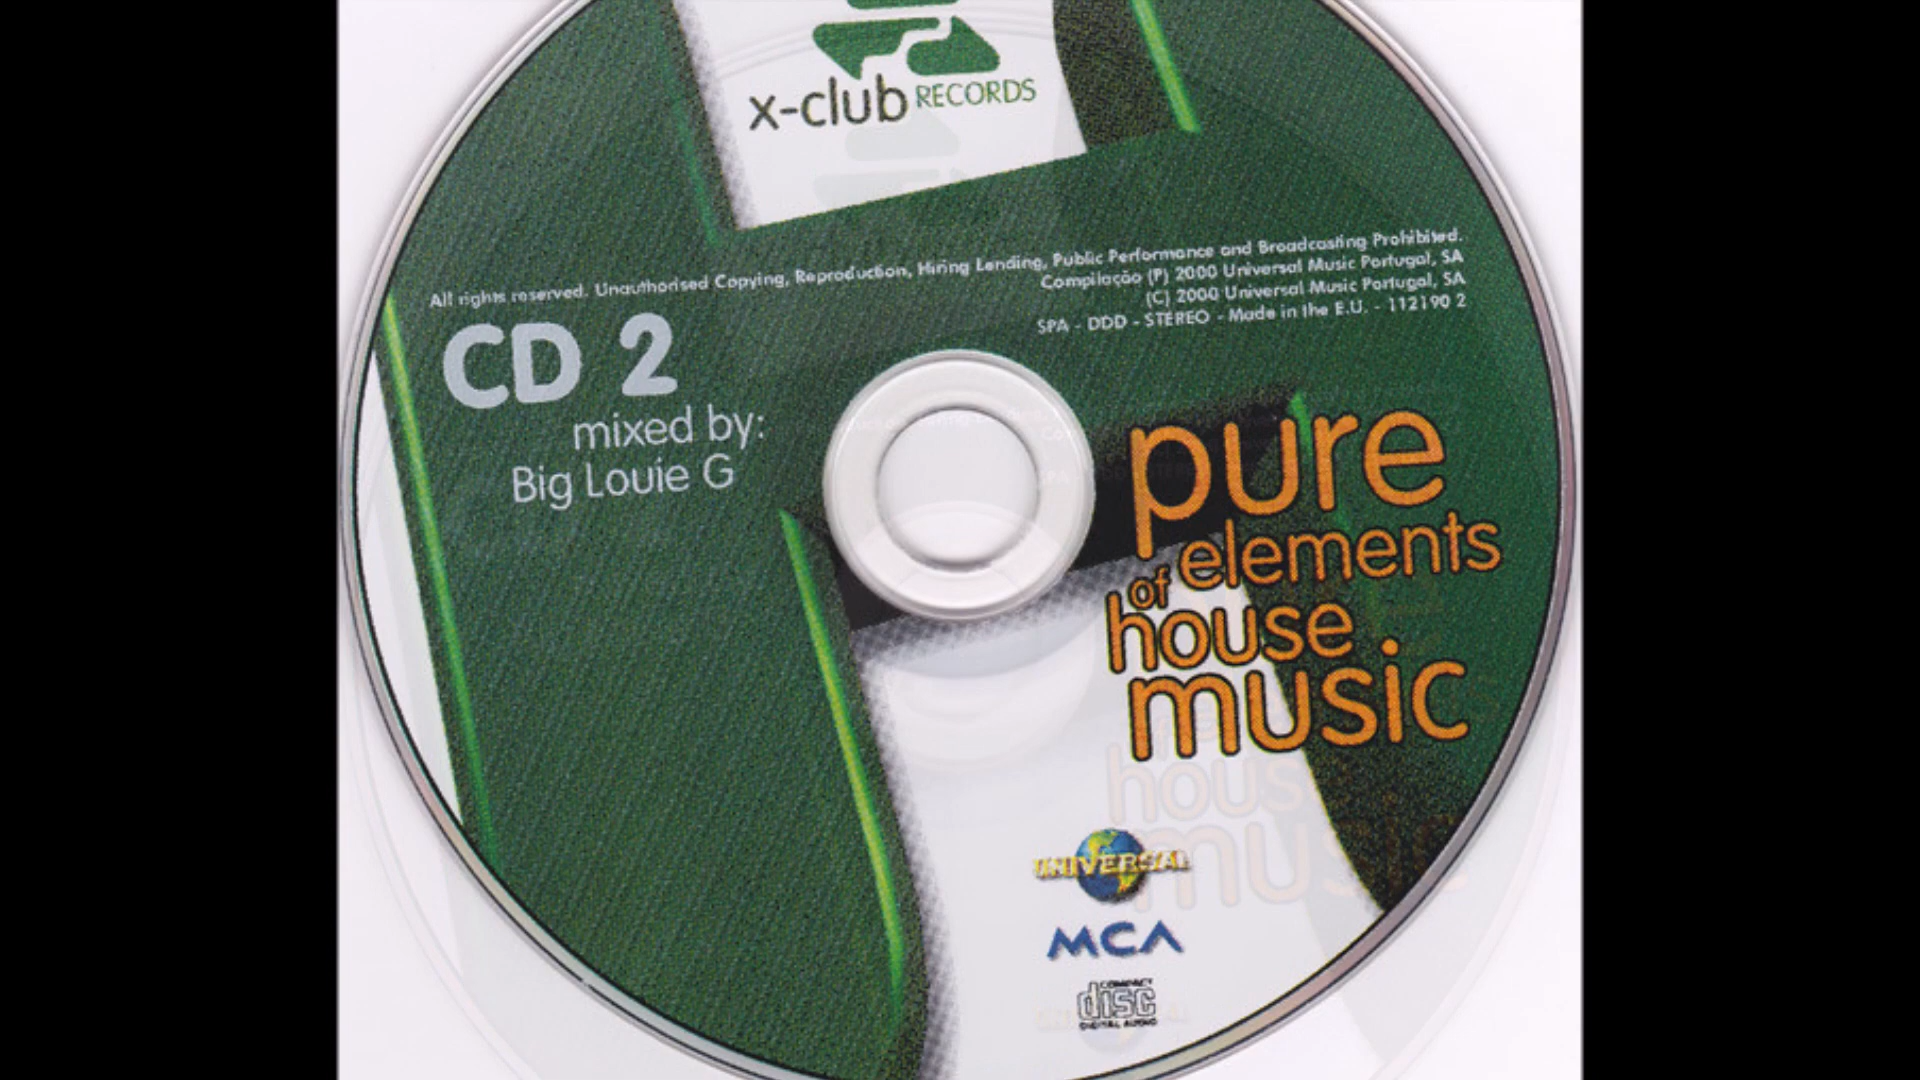 x-club RECORDS
All rights reserved. Unauthorised Copying, Reproduction, Hiring Lending, Public Performance and Broadcasting Prohibited.
Compilação (P) 2000 Universal Music Portugal, SA
(C) 2000 Universal Music Portugal, SA
SPA - DDD - STEREO - Made in the E.U. - 112190 2
CD 2
mixed by:
Big Louie G
pure
elements
of
house
music
UNIVERSAL
MCA
COMPACT
disc
DIGITAL AUDIO